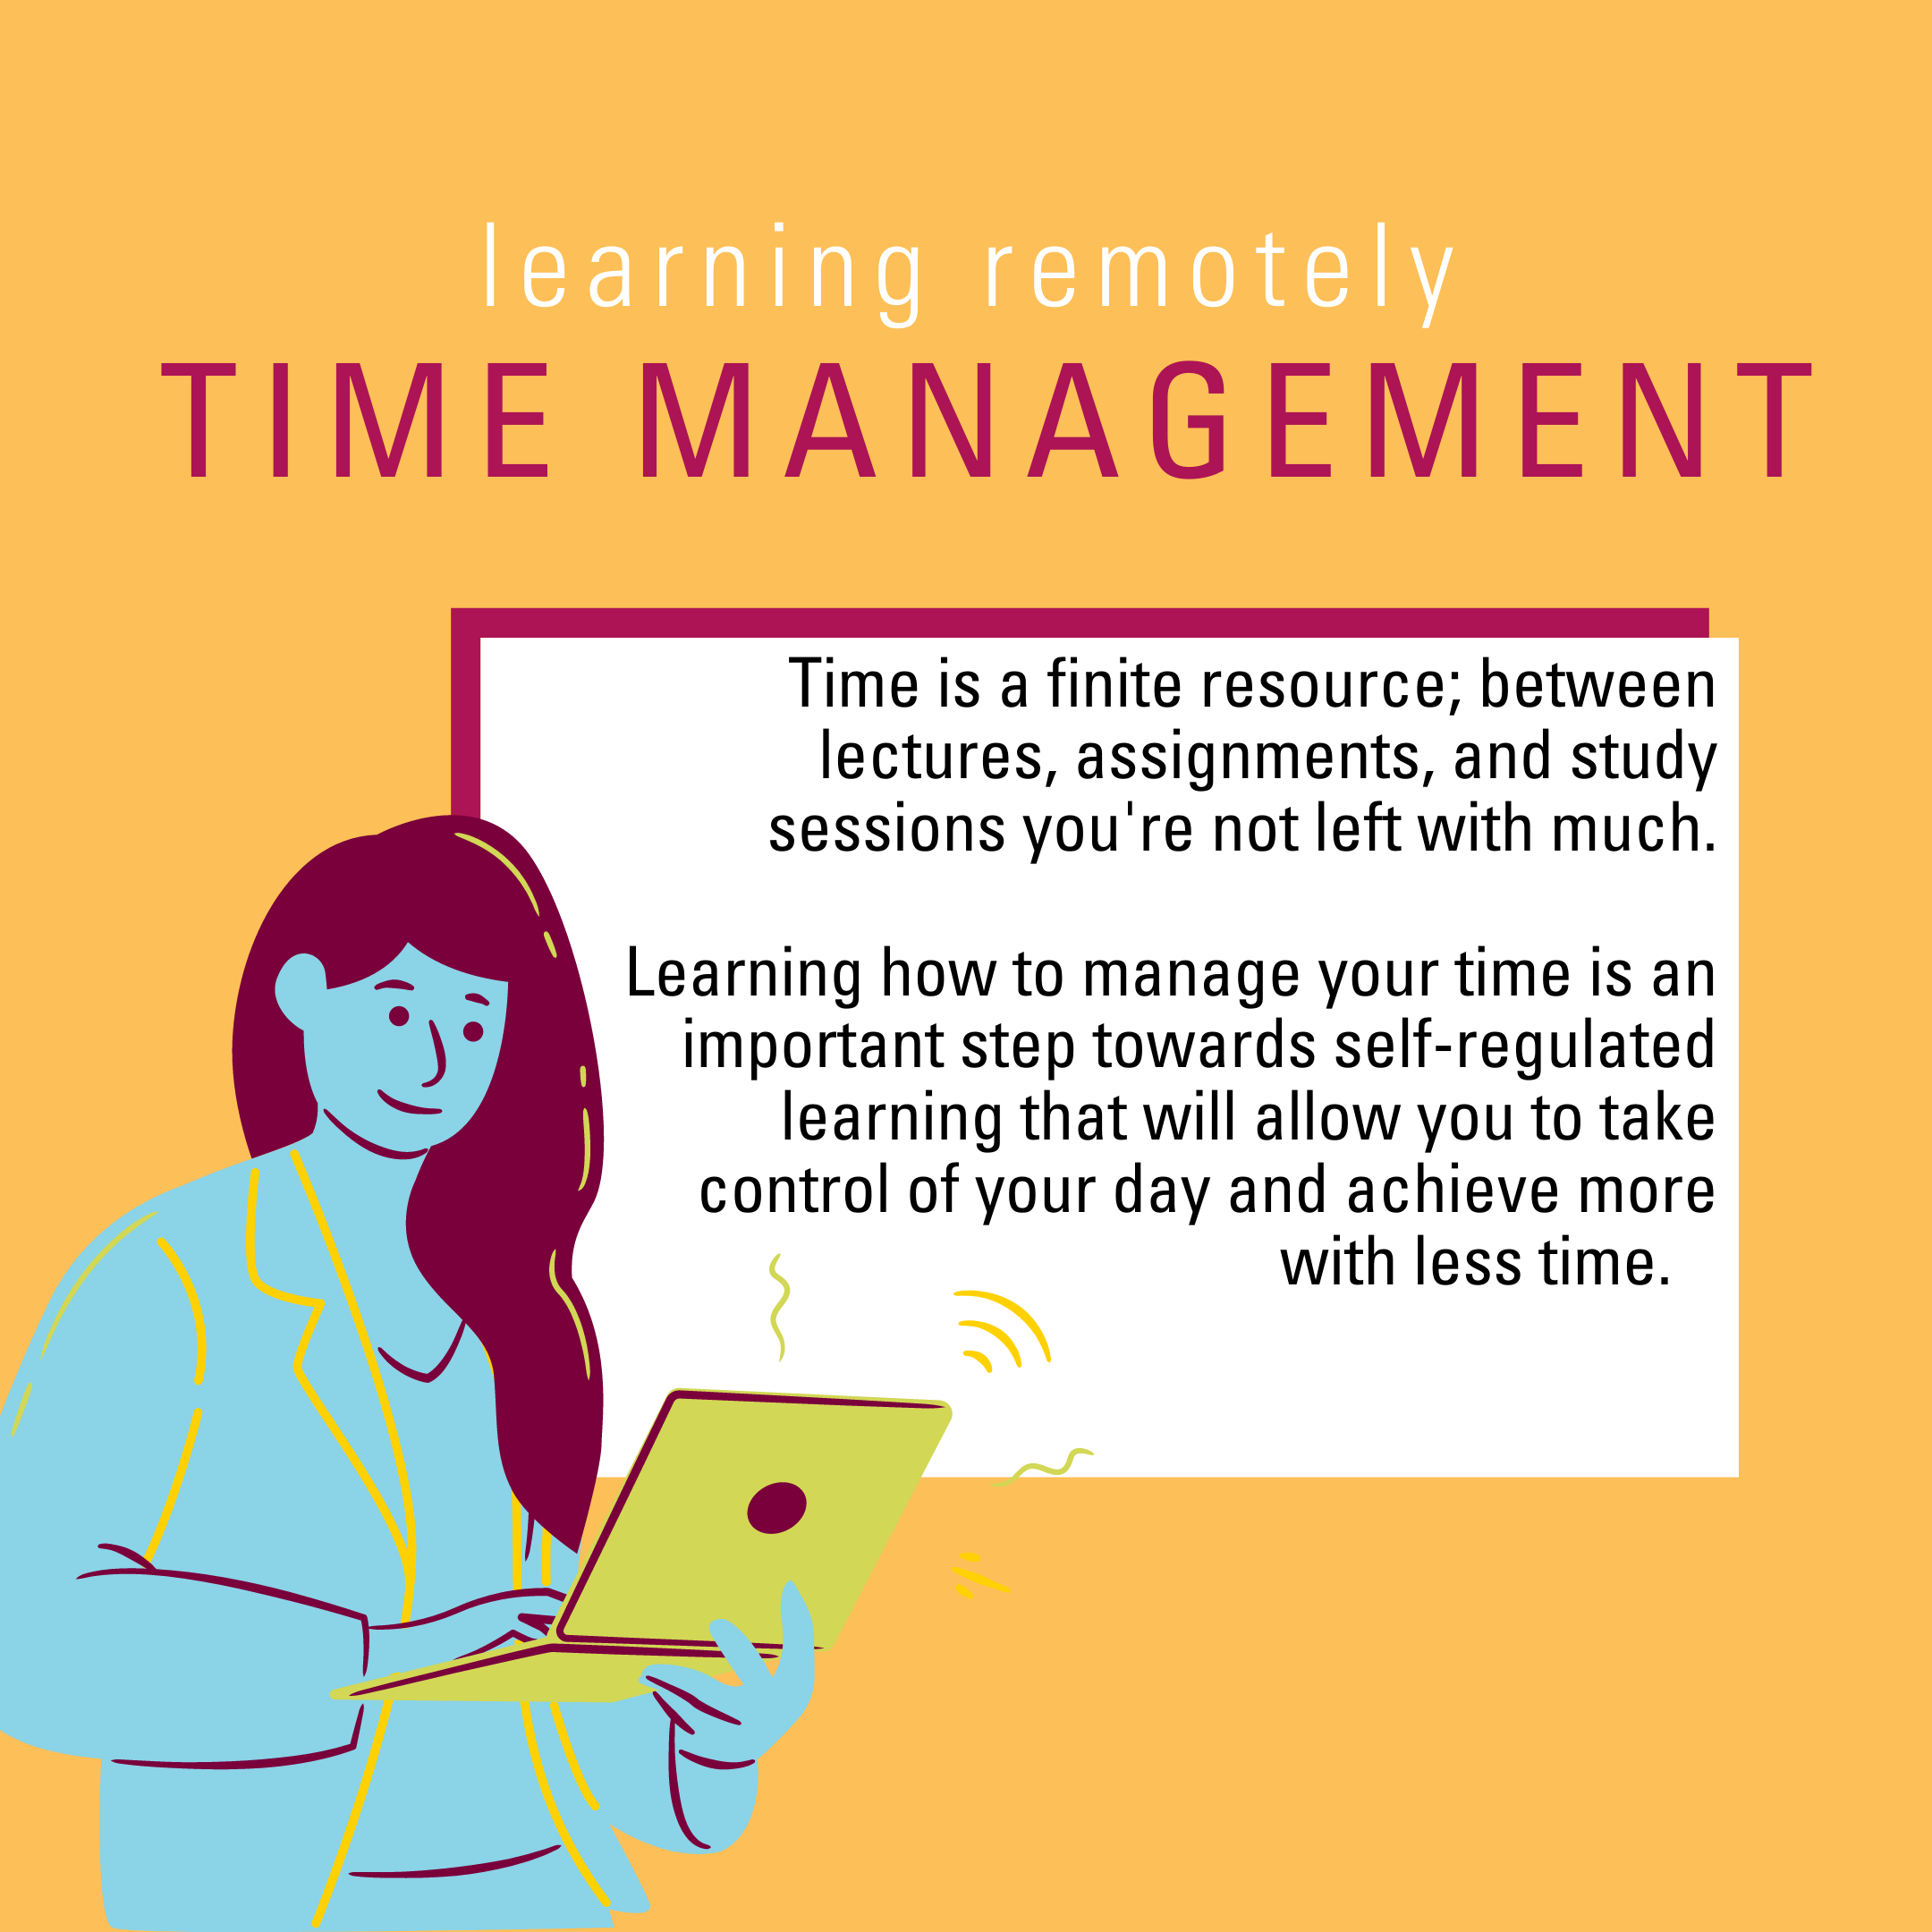 learning remotely
TIME MANAGEMENT
Time is a finite resource; between
lectures, assignments, and study
sessions you're not left with much.
Learning how to manage your time is an
important step towards self-regulated
learning that will allow you to take
control of your day and achieve more
with less time.